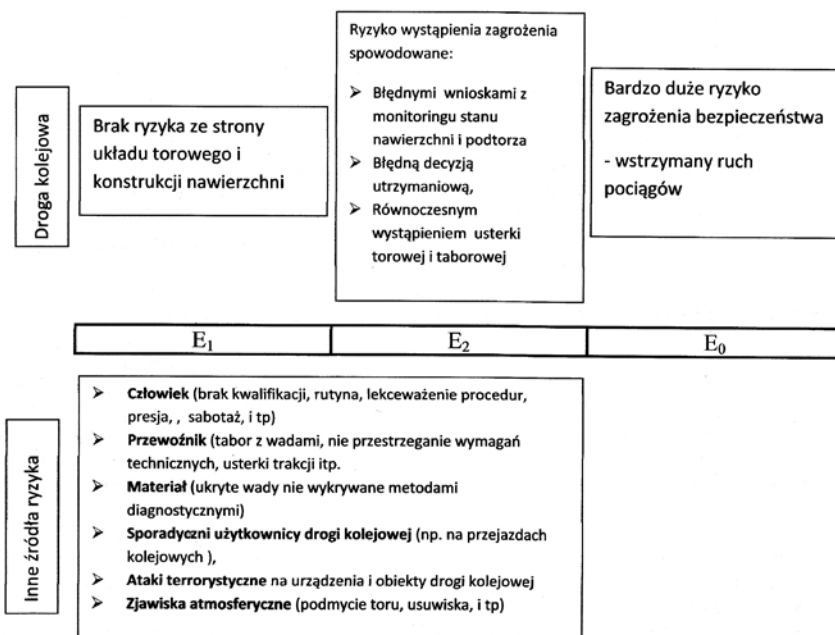 Droga kolejowa
Brak ryzyka ze strony
układu torowego i
konstrukcji nawierzchni
Ryzyko wystąpienia zagrożenia
spowodowane:
➢ Błędnymi wnioskami z
monitoringu stanu
nawierzchni i podtorza
➢ Błędną decyzją
utrzymaniową,
➢ Równoczesnym
wystąpieniem usterki
torowej i taborowej
Bardzo duże ryzyko
zagrożenia bezpieczeństwa
- wstrzymany ruch
pociągów
E₁
E₂
E₀
Inne źródła ryzyka
➢ Człowiek (brak kwalifikacji, rutyna, lekceważenie procedur,
presja, , sabotaż, i tp)
➢ Przewoźnik (tabor z wadami, nie przestrzeganie wymagań
technicznych, usterki trakcji itp.
➢ Materiał (ukryte wady nie wykrywane metodami
diagnostycznymi)
➢ Sporadyczni użytkownicy drogi kolejowej (np. na przejazdach
kolejowych ),
➢ Ataki terrorystyczne na urządzenia i obiekty drogi kolejowej
➢ Zjawiska atmosferyczne (podmycie toru, usuwiska, i tp)